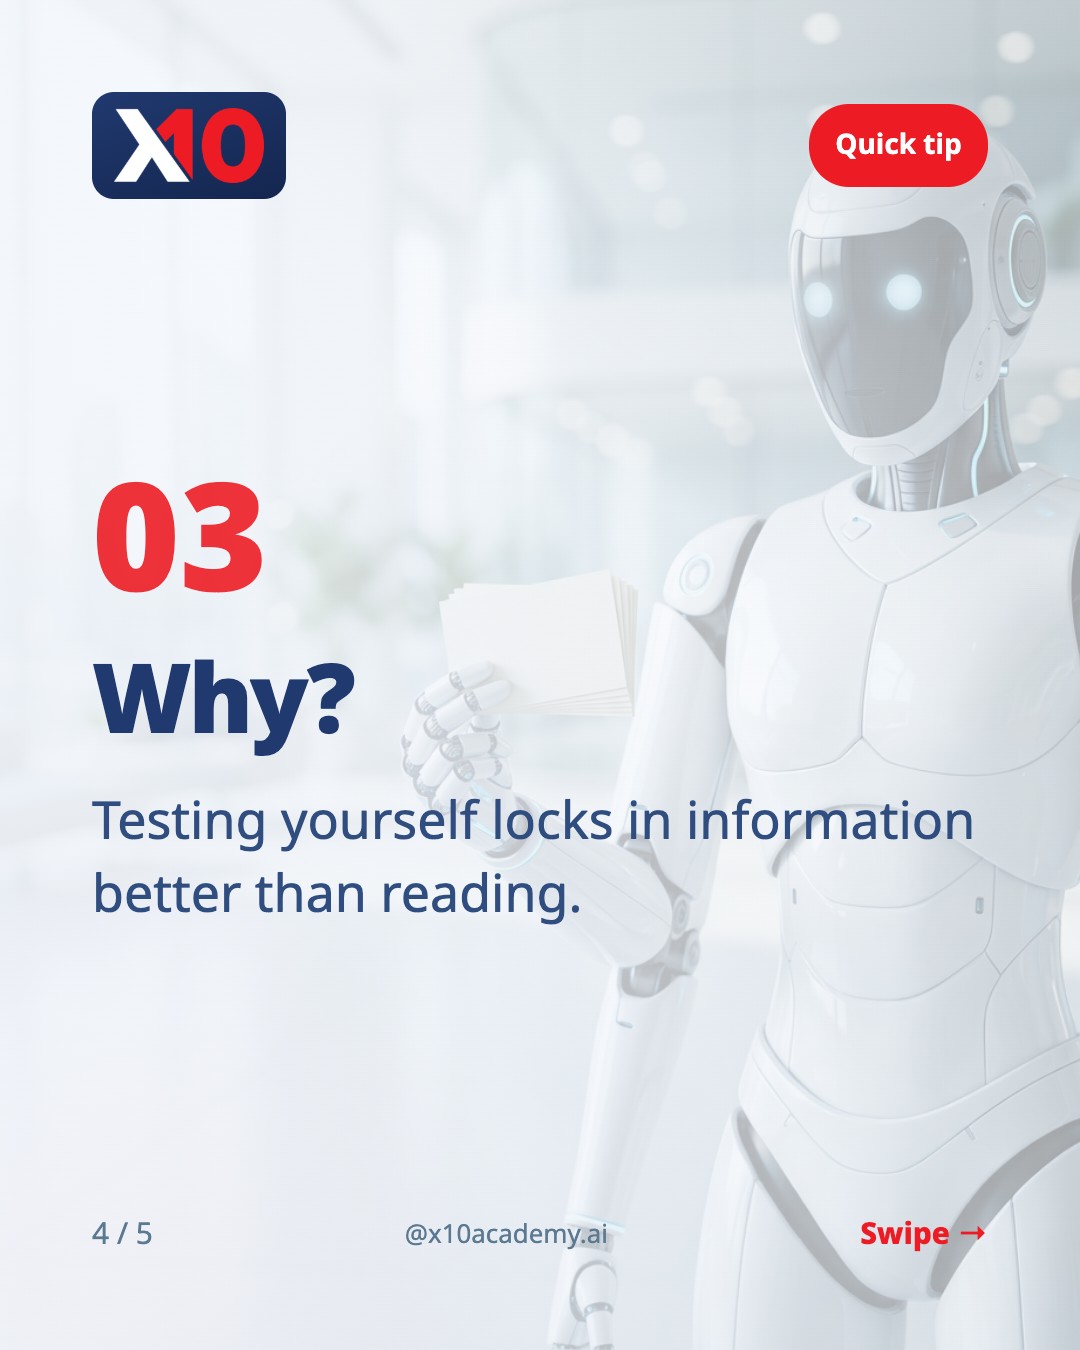 X10
Quick tip
03
Why?
Testing yourself locks in information
better than reading.
4 / 5
@x10academy.ai
Swipe →